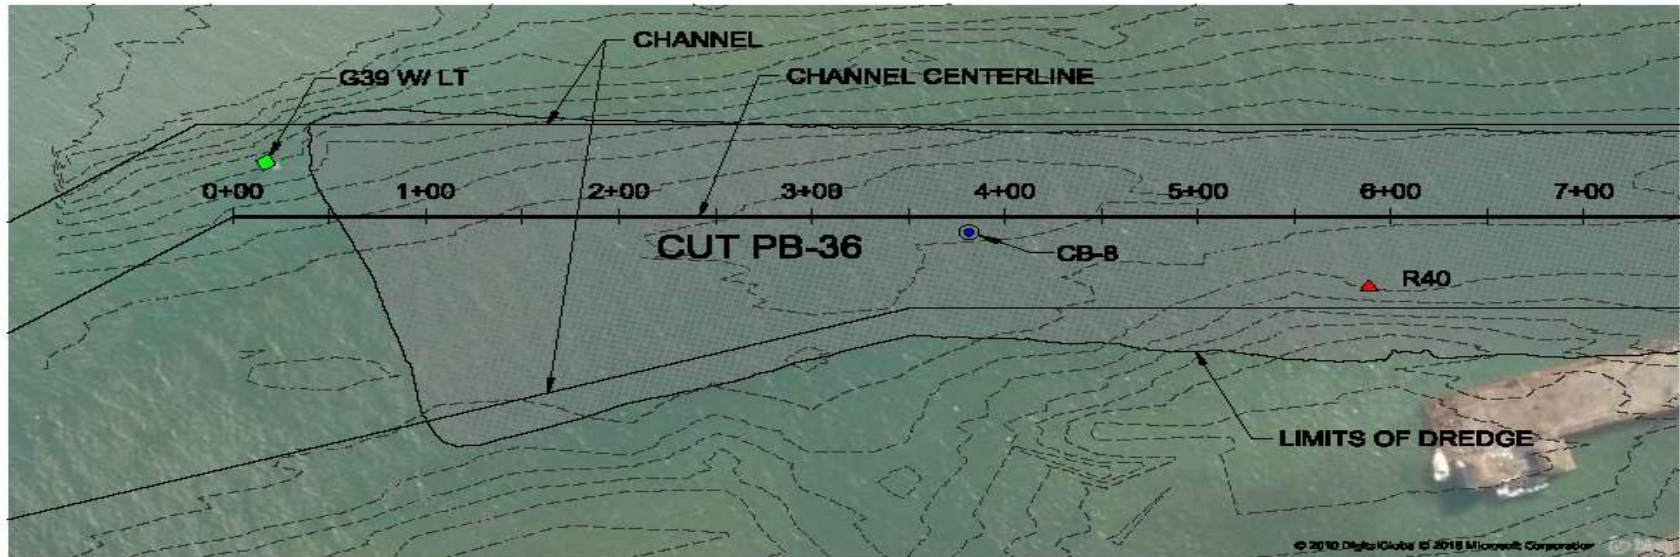 CHANNEL
G39 W/ LT
CHANNEL CENTERLINE
0+00 1+00 2+00 3+00 4+00 5+00 6+00 7+00
CUT PB-36
CB-8
R40
LIMITS OF DREDGE
© 2010 DigitalGlobe © 2015 Microsoft Corporation